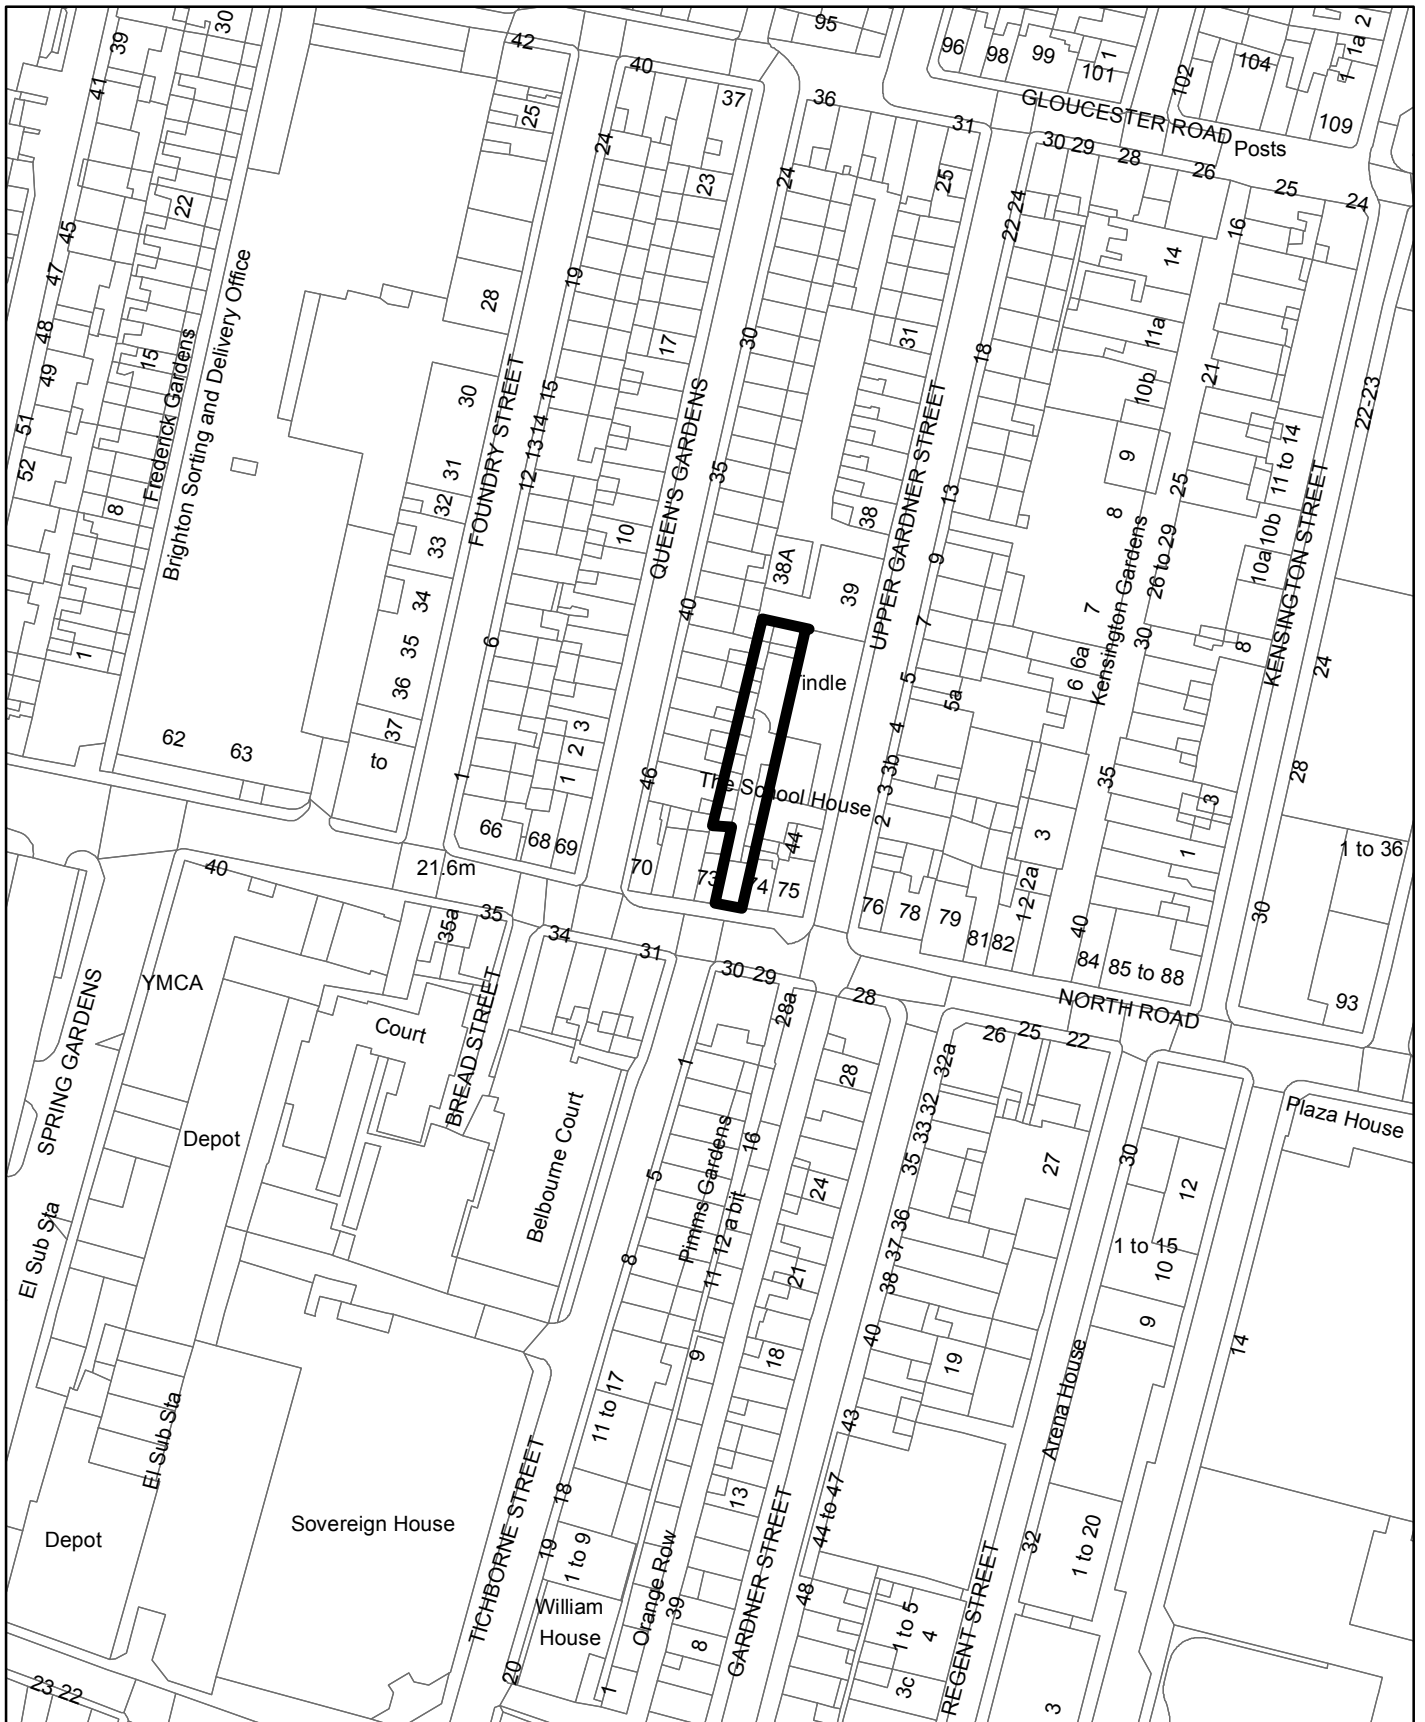 95
30
39
42
96
98
99
1
101
102
104
1
1a 2
109
41
40
37
36
31
GLOUCESTER ROAD
Posts
25
24
30 29
28
26
25
24
23
24
25
22
22-24
16
45
14
47
19
28
Brighton Sorting and Delivery Office
48
15
Frederick Gardens
17
30
31
18
11a
49
30
FOUNDRY STREET
15
10b
21
22-23
51
14
13
12
QUEEN'S GARDENS
UPPER GARDNER STREET
9
11 to 14
52
31
35
13
25
8
32
8
KENSINGTON STREET
33
10
38
10b
10a
38A
9
26 to 29
34
39
7
Kensington Gardens
40
7
30
8
24
1
6
35
6a
6
36
5
5a
37
to
3
2
1
indle
4
62
63
1
46
The School House
3b
3
2
35
28
3
66
68
69
44
3
1
1 to 36
40
21.6m
70
73
74
75
76
78
79
81
82
1
2
2a
40
84
85 to 88
30
93
35a
35
34
31
30
29
28a
28
NORTH ROAD
YMCA
SPRING GARDENS
Court
BREAD STREET
26
25
22
1
28
32a
Plaza House
Depot
Belbourne Court
32
33
35
27
30
12
5
Pimms Gardens
16
24
36
37
38
1 to 15
10
El Sub Sta
8
12 a bit
11
21
9
40
14
9
18
19
Arena House
El Sub Sta
11 to 17
43
Sovereign House
TICHBORNE STREET
18
13
44 to 47
Depot
19
1 to 9
Orange Row
GARDNER STREET
32
1 to 20
William
House
39
48
REGENT STREET
1 to 5
4
8
23 22
20
1
3c
3